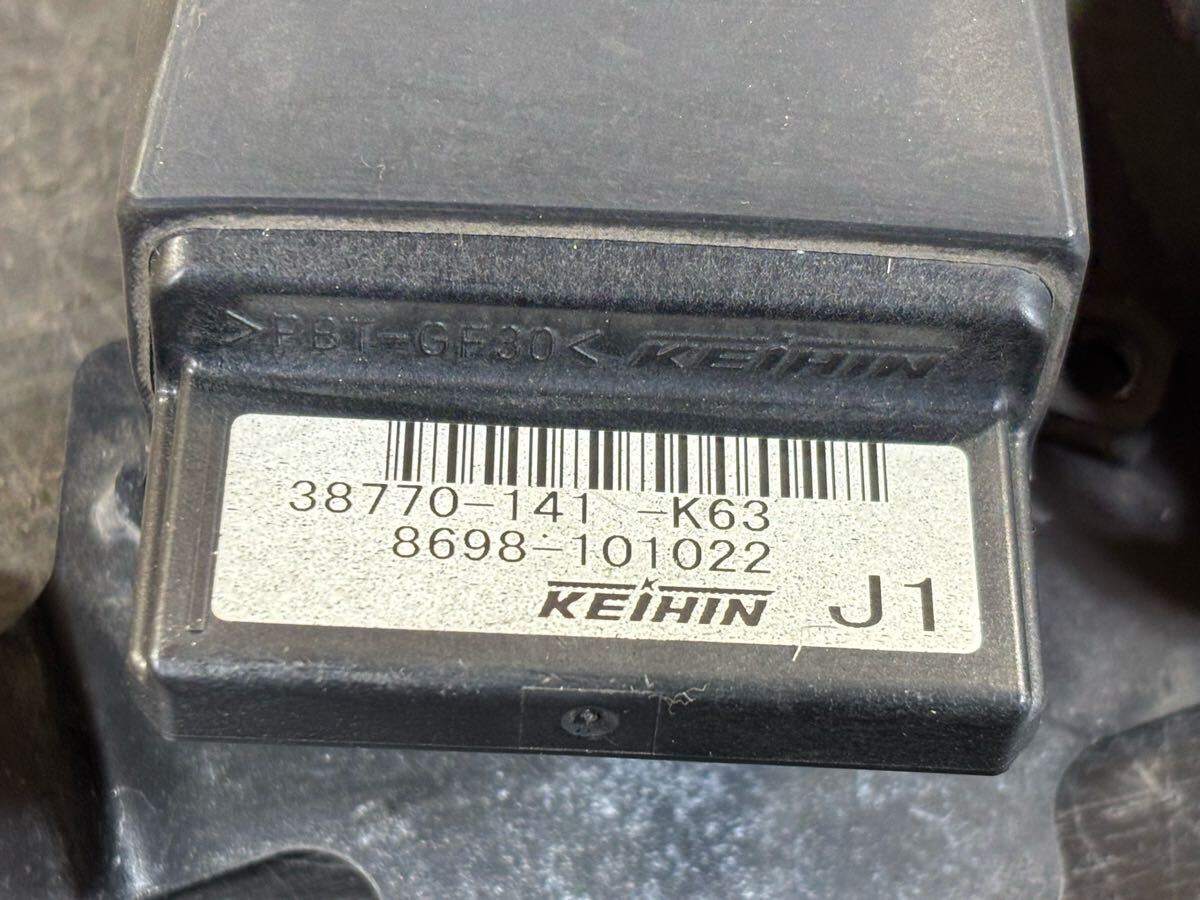 >PBT-GF30< KEIHIN
38770-141 -K63
8698-101022
KEIHIN J1